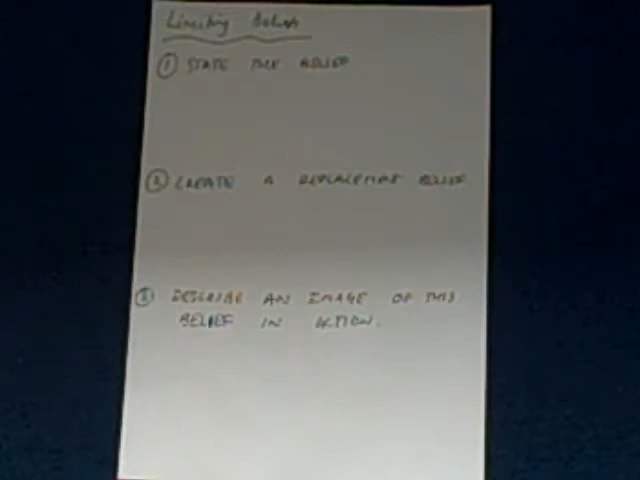 Limiting Beliefs
1 STATE THE BELIEF
2 CREATE A REPLACEMENT BELIEF
3 DESCRIBE AN IMAGE OF THIS
BELIEF IN ACTION.